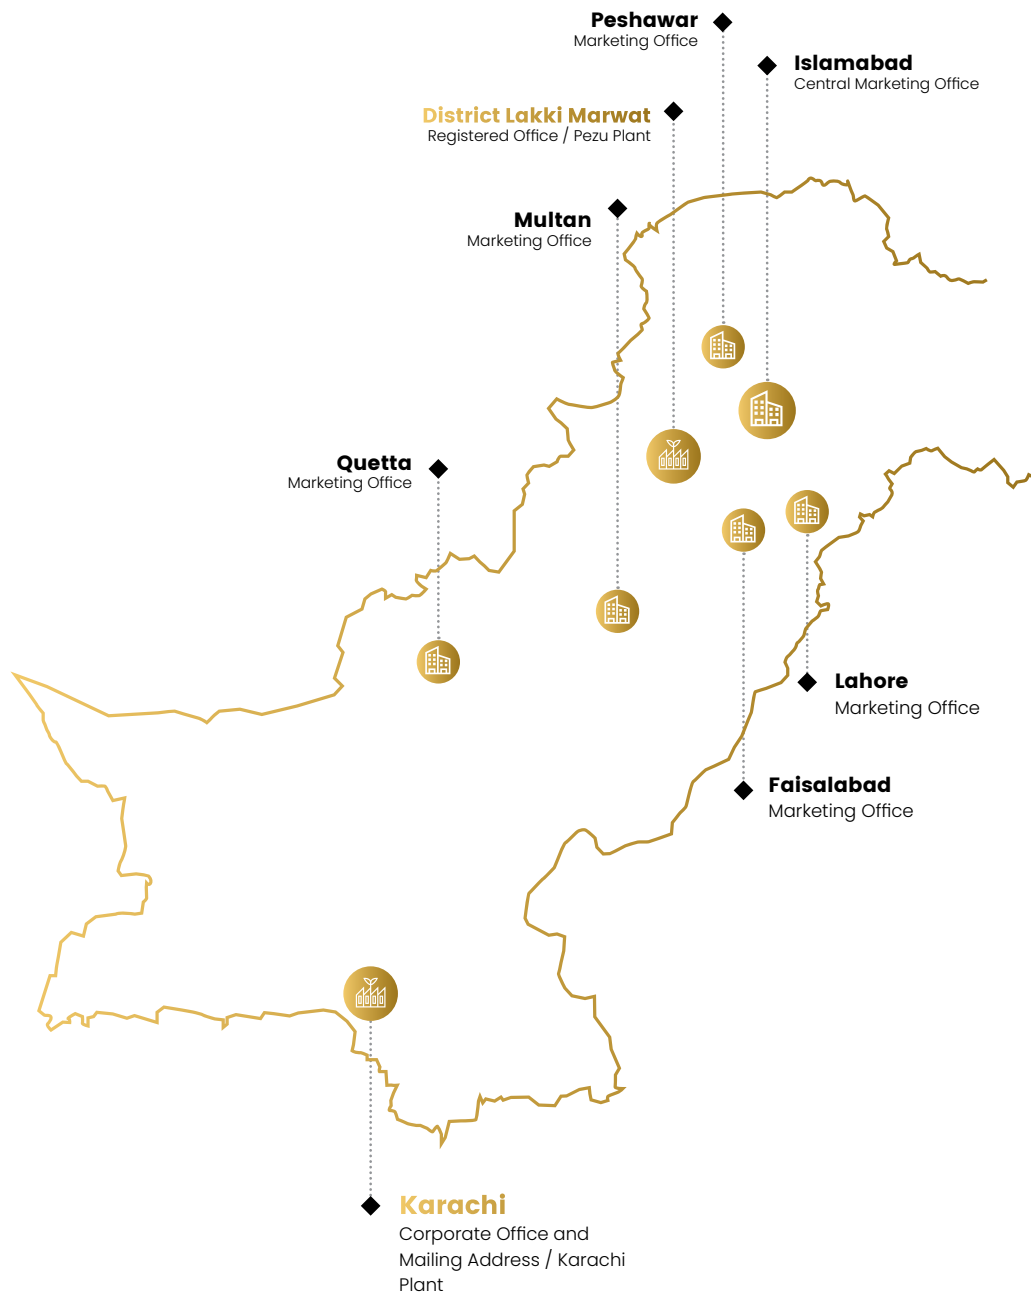 Peshawar
Marketing Office
Islamabad
Central Marketing Office
District Lakki Marwat
Registered Office / Pezu Plant
Multan
Marketing Office
Quetta
Marketing Office
Lahore
Marketing Office
Faisalabad
Marketing Office
Karachi
Corporate Office and
Mailing Address / Karachi
Plant